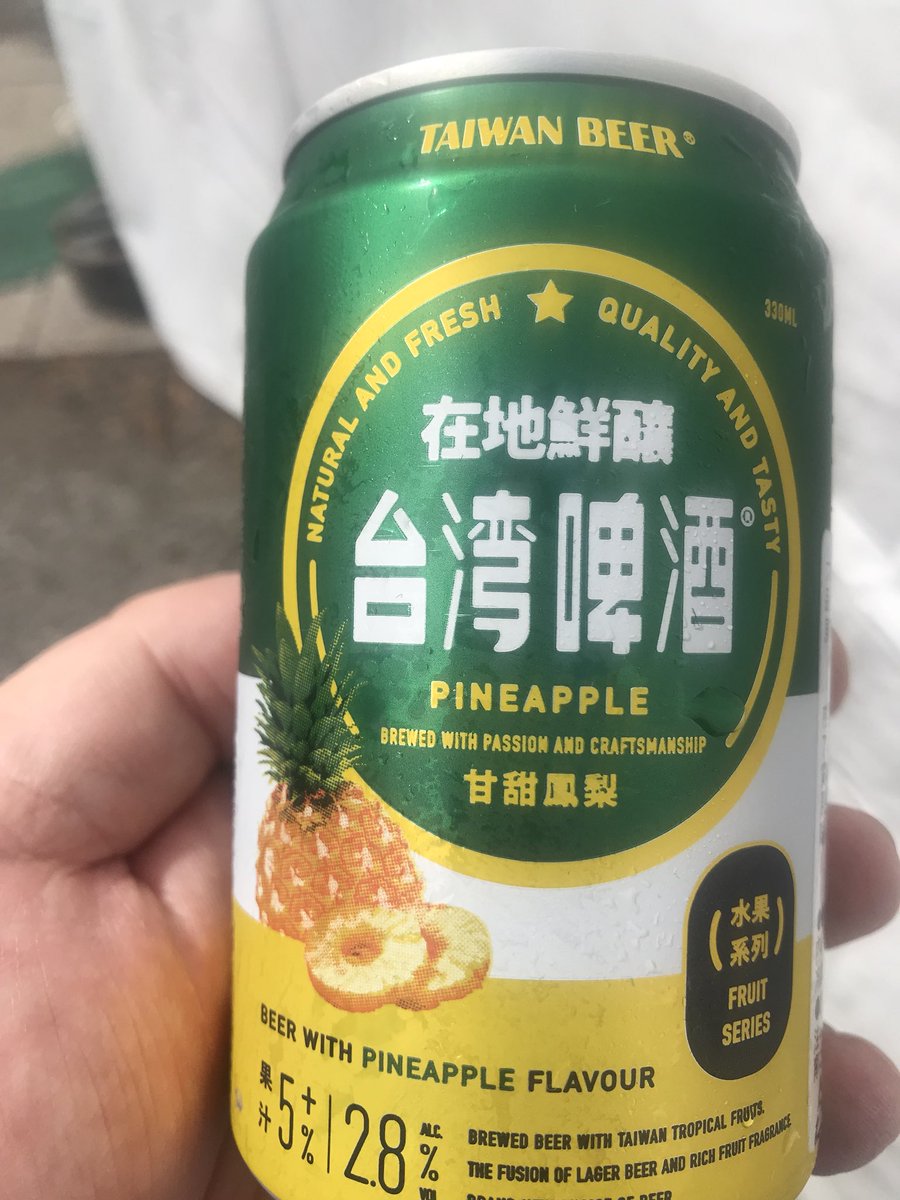 TAIWAN BEER®
NATURAL AND FRESH ★ QUALITY AND TASTY
330ML
在地鮮釀
台湾啤酒®
PINEAPPLE
BREWED WITH PASSION AND CRAFTSMANSHIP
甘甜鳳梨
(水果系列)
FRUIT
SERIES
BEER WITH PINEAPPLE FLAVOUR
果汁 5+% | 2.8 ALC. % VOL
BREWED BEER WITH TAIWAN TROPICAL FRUITS.
THE FUSION OF LAGER BEER AND RICH FRUIT FRAGRANCE
OF BEER